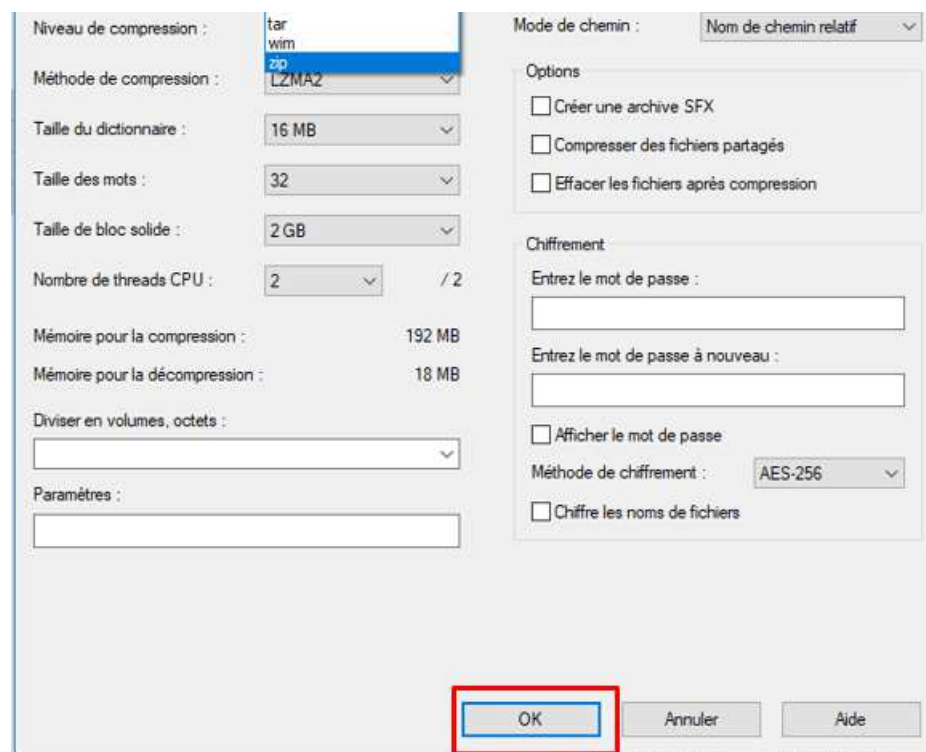 Niveau de compression :
tar
wim
zip
Méthode de compression :
LZMA2
Taille du dictionnaire :
16 MB
Taille des mots :
32
Taille de bloc solide :
2 GB
Nombre de threads CPU :
2
/ 2
Mémoire pour la compression :
192 MB
Mémoire pour la décompression :
18 MB
Diviser en volumes, octets :
Paramètres :
Mode de chemin :
Nom de chemin relatif
Options
Créer une archive SFX
Compresser des fichiers partagés
Effacer les fichiers après compression
Chiffrement
Entrez le mot de passe :
Entrez le mot de passe à nouveau :
Afficher le mot de passe
Méthode de chiffrement :
AES-256
Chiffre les noms de fichiers
OK
Annuler
Aide